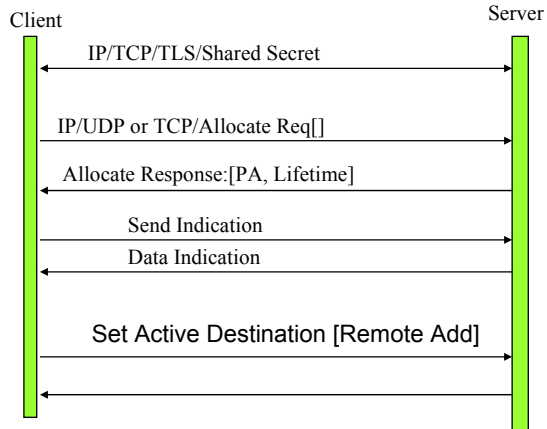 Client
Server
IP/TCP/TLS/Shared Secret
IP/UDP or TCP/Allocate Req[]
Allocate Response:[PA, Lifetime]
Send Indication
Data Indication
Set Active Destination [Remote Add]